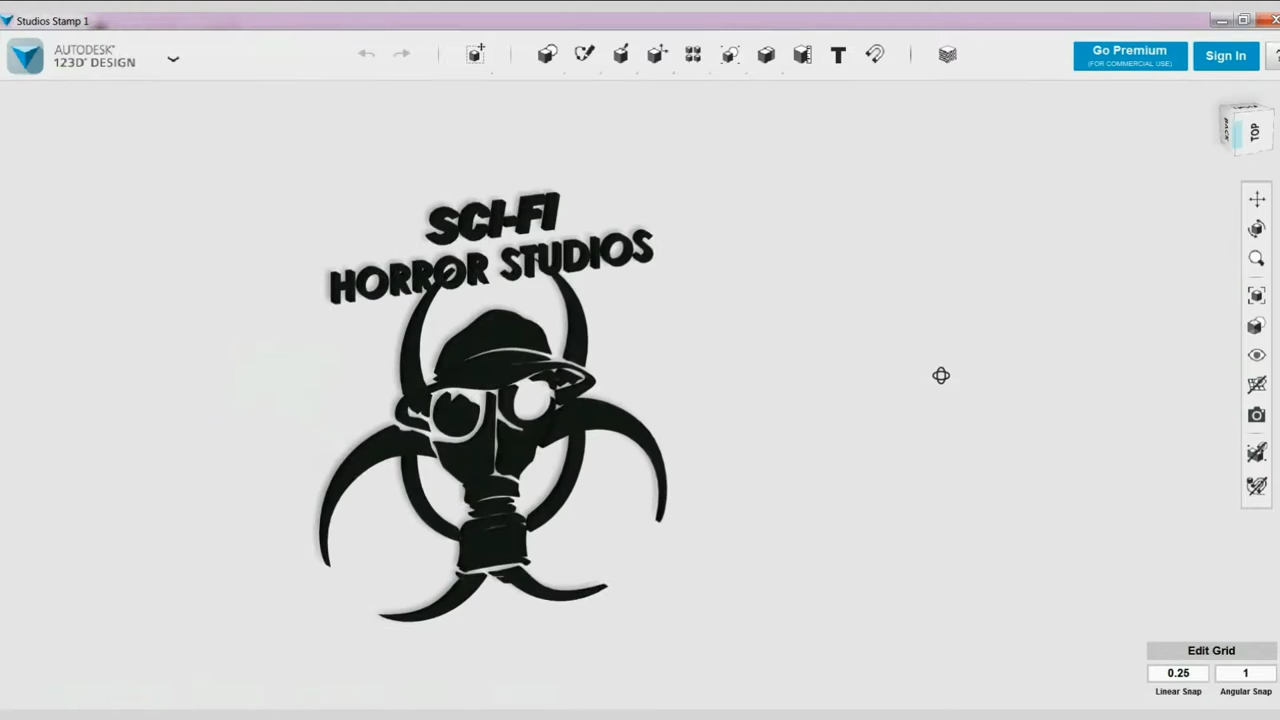 Studios Stamp 1
AUTODESK®
123D® DESIGN
Go Premium
(FOR COMMERCIAL USE)
Sign In
BACK
TOP
SCI-FI
HORROR STUDIOS
Edit Grid
0.25
1
Linear Snap
Angular Snap